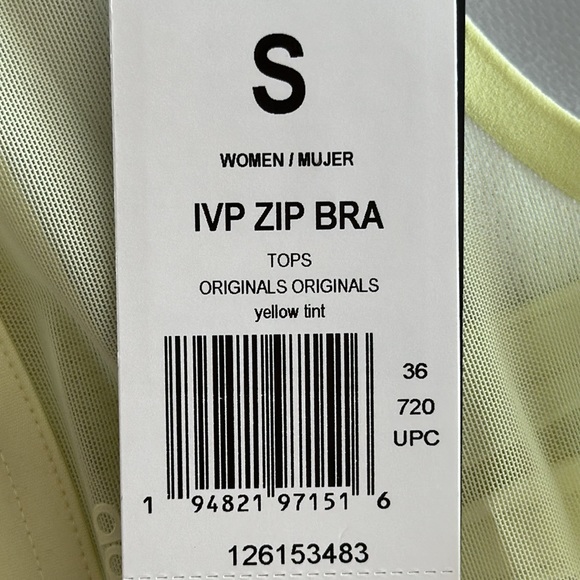 S
WOMEN / MUJER
IVP ZIP BRA
TOPS
ORIGINALS ORIGINALS
yellow tint
36
720
UPC
1 94821 97151 6
126153483